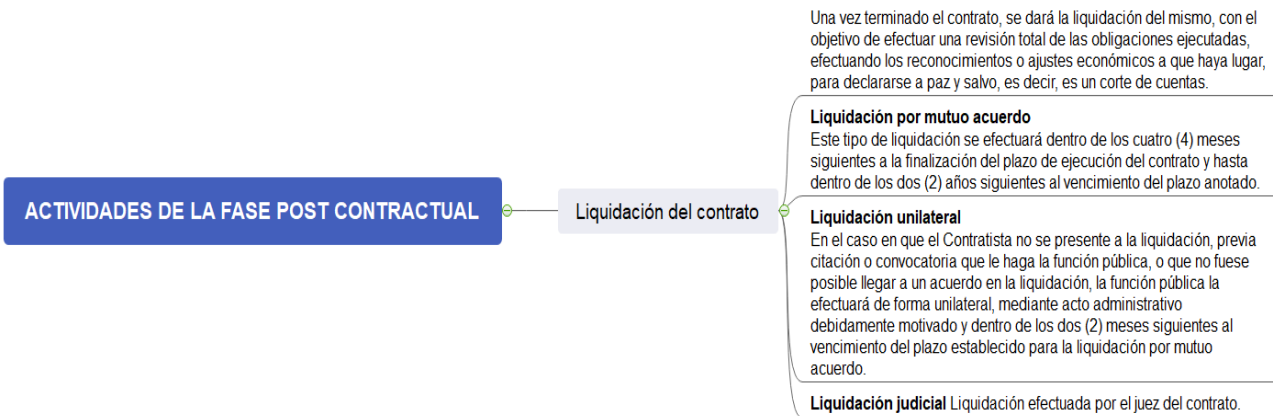 Una vez terminado el contrato, se dará la liquidación del mismo, con el
objetivo de efectuar una revisión total de las obligaciones ejecutadas,
efectuando los reconocimientos o ajustes económicos a que haya lugar,
para declararse a paz y salvo, es decir, es un corte de cuentas.
Liquidación por mutuo acuerdo
Este tipo de liquidación se efectuará dentro de los cuatro (4) meses
siguientes a la finalización del plazo de ejecución del contrato y hasta
dentro de los dos (2) años siguientes al vencimiento del plazo anotado.
ACTIVIDADES DE LA FASE POST CONTRACTUAL
Liquidación del contrato
Liquidación unilateral
En el caso en que el Contratista no se presente a la liquidación, previa
citación o convocatoria que le haga la función pública, o que no fuese
posible llegar a un acuerdo en la liquidación, la función pública la
efectuará de forma unilateral, mediante acto administrativo
debidamente motivado y dentro de los dos (2) meses siguientes al
vencimiento del plazo establecido para la liquidación por mutuo
acuerdo.
Liquidación judicial Liquidación efectuada por el juez del contrato.